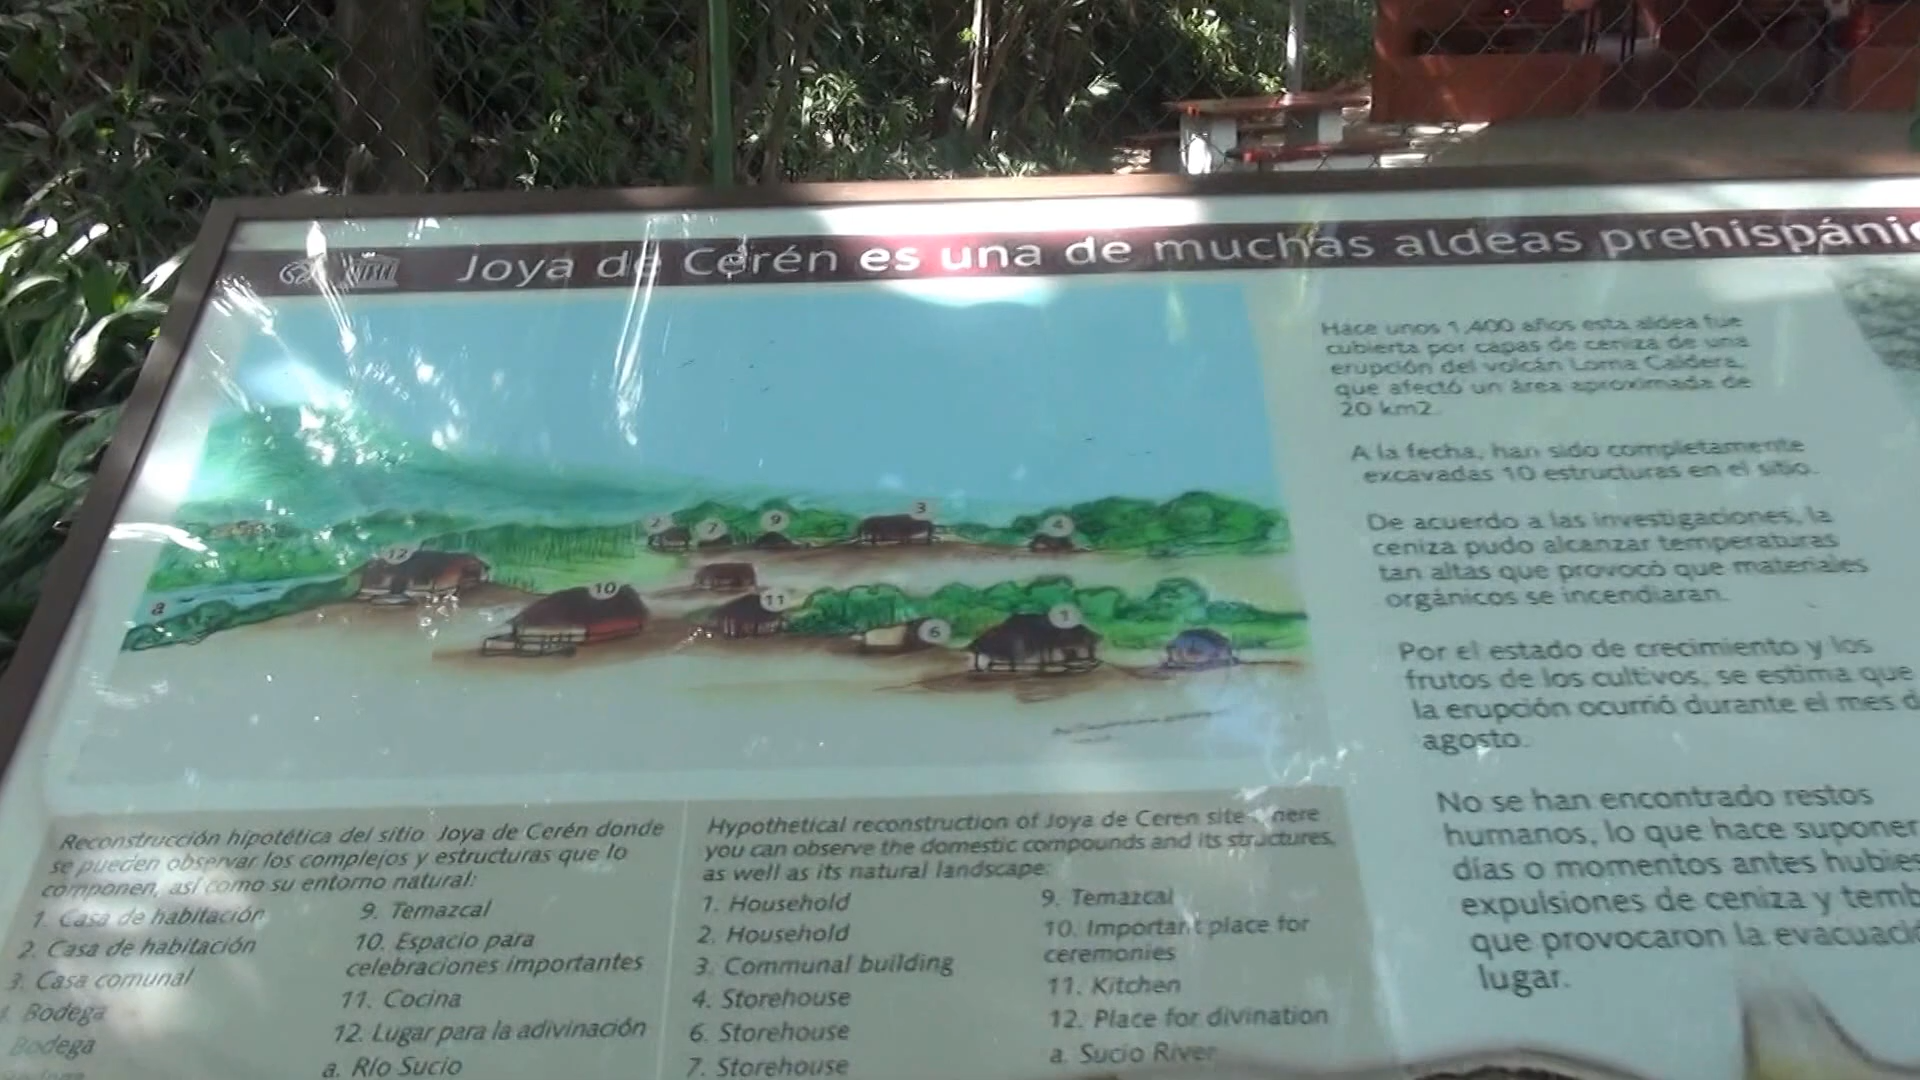 Joya de Cerén es una de muchas aldeas
Hace unos 1,400 años esta aldea fue
cubierta por capas de ceniza de una
erupción del volcán Loma Caldera,
que afectó un área aproximada de
20 km2.
A la fecha, han sido completamente
excavadas 10 estructuras en el sitio.
De acuerdo a las investigaciones, la
ceniza pudo alcanzar temperaturas
tan altas que provocó que materiales
orgánicos se incendiaran.
Por el estado de crecimiento y los
frutos de los cultivos, se estima que
la erupción ocurrió durante el mes
agosto.
No se han encontrado restos
humanos, lo que hace suponer
días o momentos antes
expulsiones de ceniza y
que provocaron la
lugar.
2
7
9
3
4
12
10
11
6
1
a
Reconstrucción hipotética del sitio Joya de Cerén donde
se pueden observar los complejos y estructuras que lo
componen, así como su entorno natural:
1. Casa de habitación
2. Casa de habitación
3. Casa comunal
Bodega
Bodega
9. Temazcal
10. Espacio para
celebraciones importantes
11. Cocina
12. Lugar para la adivinación
a. Río Sucio
Hypothetical reconstruction of Joya de Ceren site
you can observe the domestic compounds and its structures,
as well as its natural landscape:
1. Household
2. Household
3. Communal building
4. Storehouse
6. Storehouse
7. Storehouse
9. Temazcal
10. Important place for
ceremonies
11. Kitchen
12. Place for divination
a. Sucio River